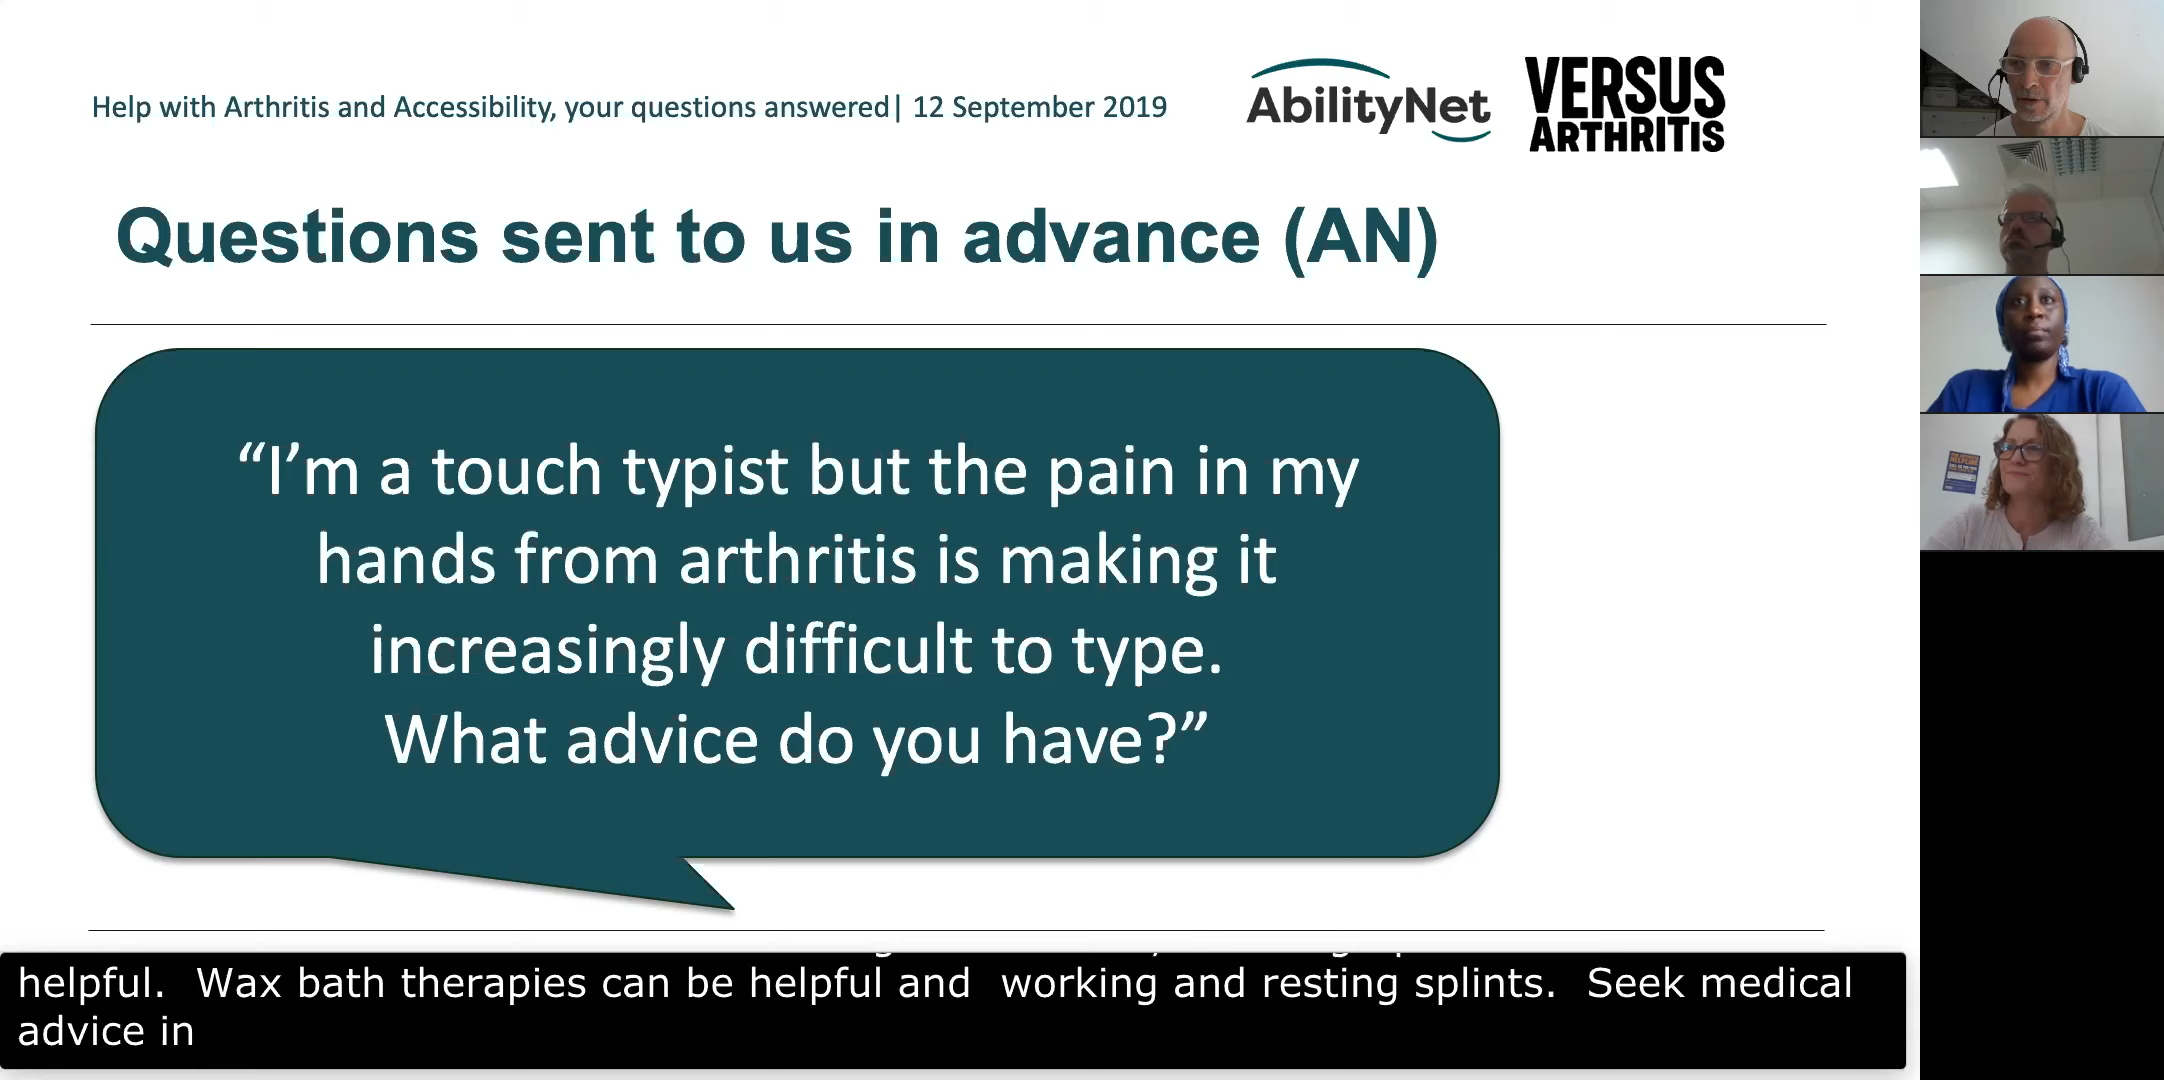 Help with Arthritis and Accessibility, your questions answered| 12 September 2019
AbilityNet
VERSUS
ARTHRITIS
Questions sent to us in advance (AN)
“I’m a touch typist but the pain in my
hands from arthritis is making it
increasingly difficult to type.
What advice do you have?”
helpful.  Wax bath therapies can be helpful and  working and resting splints.  Seek medical
advice in
HELPLINE